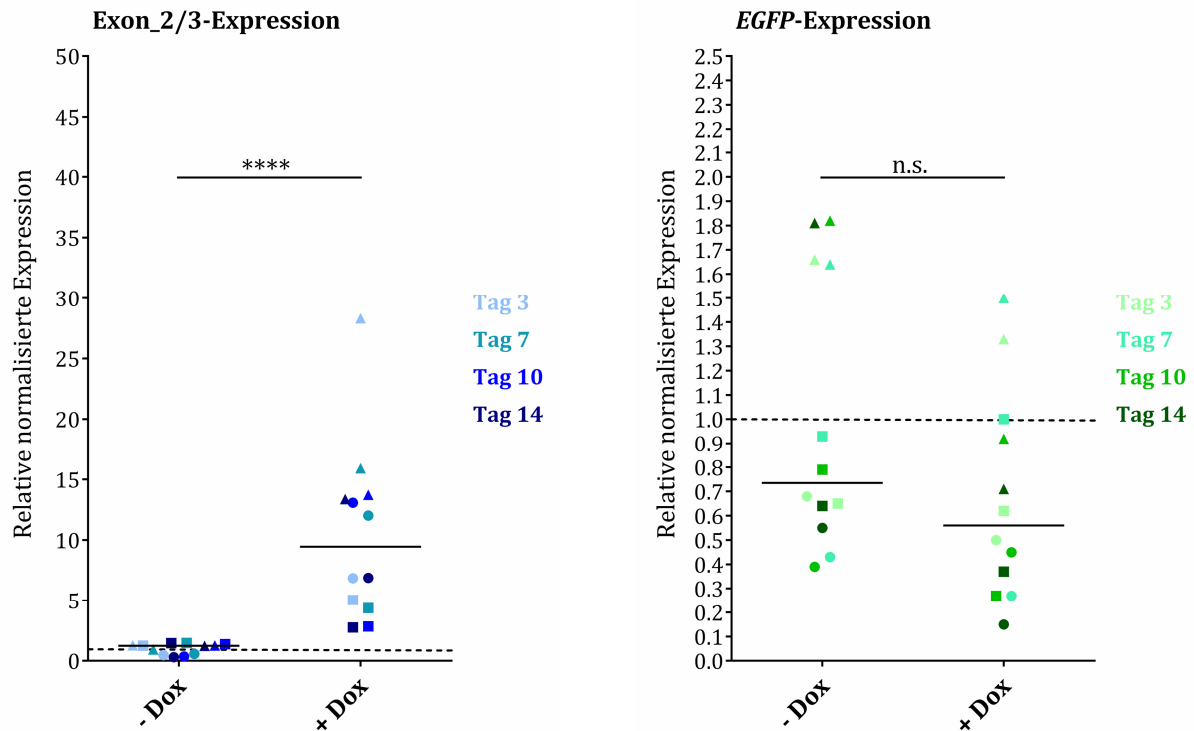 Exon_2/3-Expression
Relative normalisierte Expression
50
45
40
35
30
25
20
15
10
5
0
****
- Dox
+ Dox
Tag 3
Tag 7
Tag 10
Tag 14
EGFP-Expression
Relative normalisierte Expression
2.5
2.4
2.3
2.2
2.1
2.0
1.9
1.8
1.7
1.6
1.5
1.4
1.3
1.2
1.1
1.0
0.9
0.8
0.7
0.6
0.5
0.4
0.3
0.2
0.1
0.0
n.s.
- Dox
+ Dox
Tag 3
Tag 7
Tag 10
Tag 14